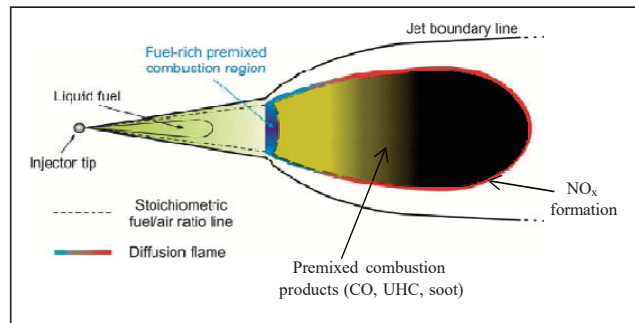 Jet boundary line
Fuel-rich premixed
combustion region
Liquid fuel
Injector tip
NOx
formation
Stoichiometric
fuel/air ratio line
Diffusion flame
Premixed combustion
products (CO, UHC, soot)